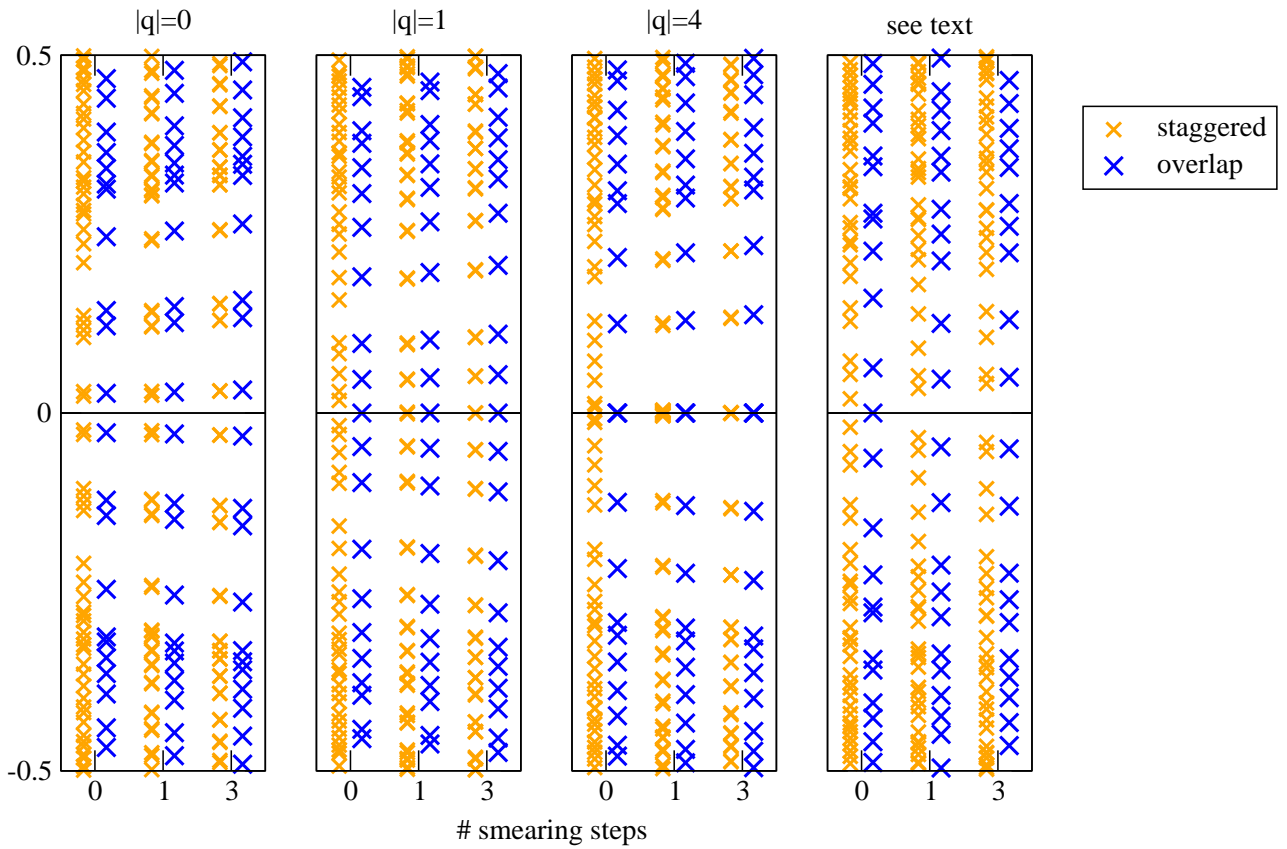 |q|=0 |q|=1 |q|=4 see text
0.5
0
-0.5
staggered
overlap
0 1 3 0 1 3 0 1 3 0 1 3
# smearing steps